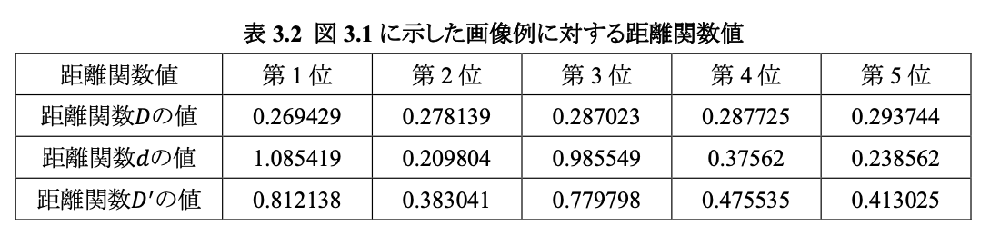 表 3.2 図 3.1 に示した画像例に対する距離関数値
距離関数値 第 1 位 第 2 位 第 3 位 第 4 位 第 5 位
距離関数Dの値 0.269429 0.278139 0.287023 0.287725 0.293744
距離関数dの値 1.085419 0.209804 0.985549 0.37562 0.238562
距離関数D′の値 0.812138 0.383041 0.779798 0.475535 0.413025